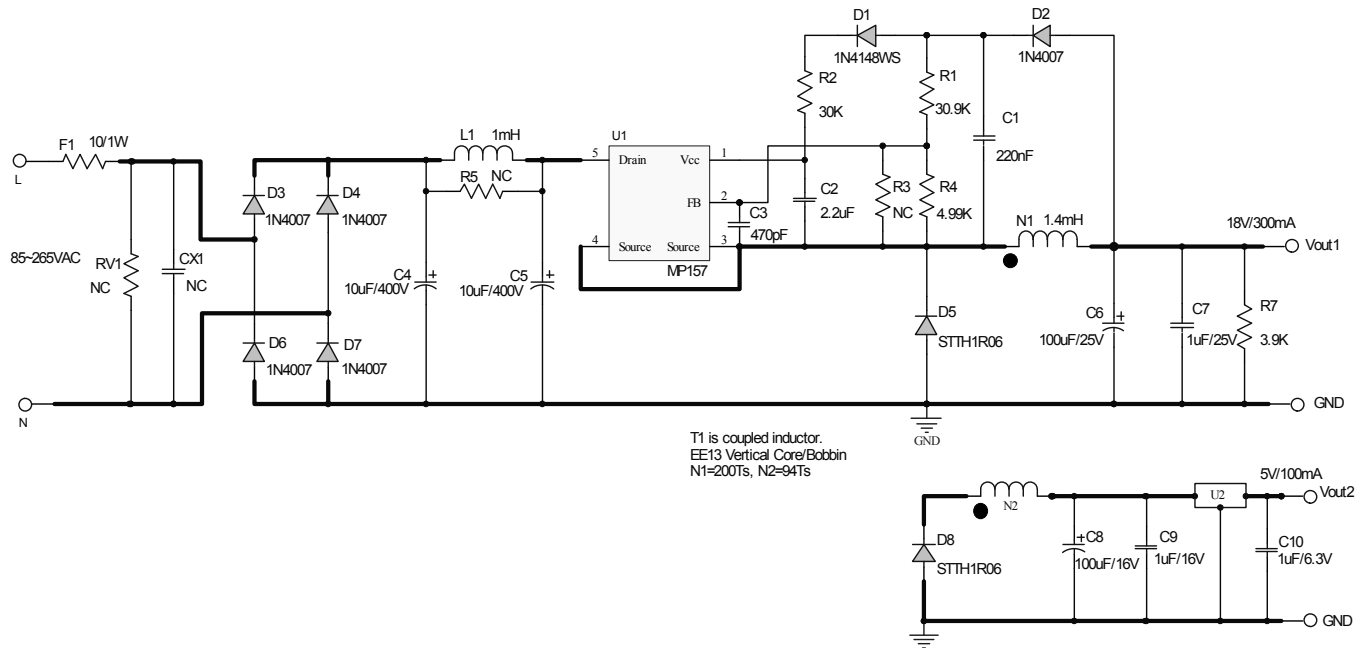 D1
D2
1N4148WS
1N4007
R2
30K
R1
30.9K
C1
220nF
F1
10/1W
L
L1
1mH
U1
R5
NC
5
Drain
Vcc
1
FB
2
4
Source
Source
3
MP157
C2
2.2uF
C3
470pF
R3
NC
R4
4.99K
N1
1.4mH
18V/300mA
Vout1
D3
1N4007
D4
1N4007
85~265VAC
RV1
NC
CX1
NC
C4
10uF/400V
+
C5
10uF/400V
+
D5
STTH1R06
C6
100uF/25V
+
C7
1uF/25V
R7
3.9K
D6
1N4007
D7
1N4007
N
GND
GND
T1 is coupled inductor.
EE13 Vertical Core/Bobbin
N1=200Ts, N2=94Ts
5V/100mA
N2
U2
Vout2
D8
STTH1R06
+
C8
100uF/16V
C9
1uF/16V
C10
1uF/6.3V
GND